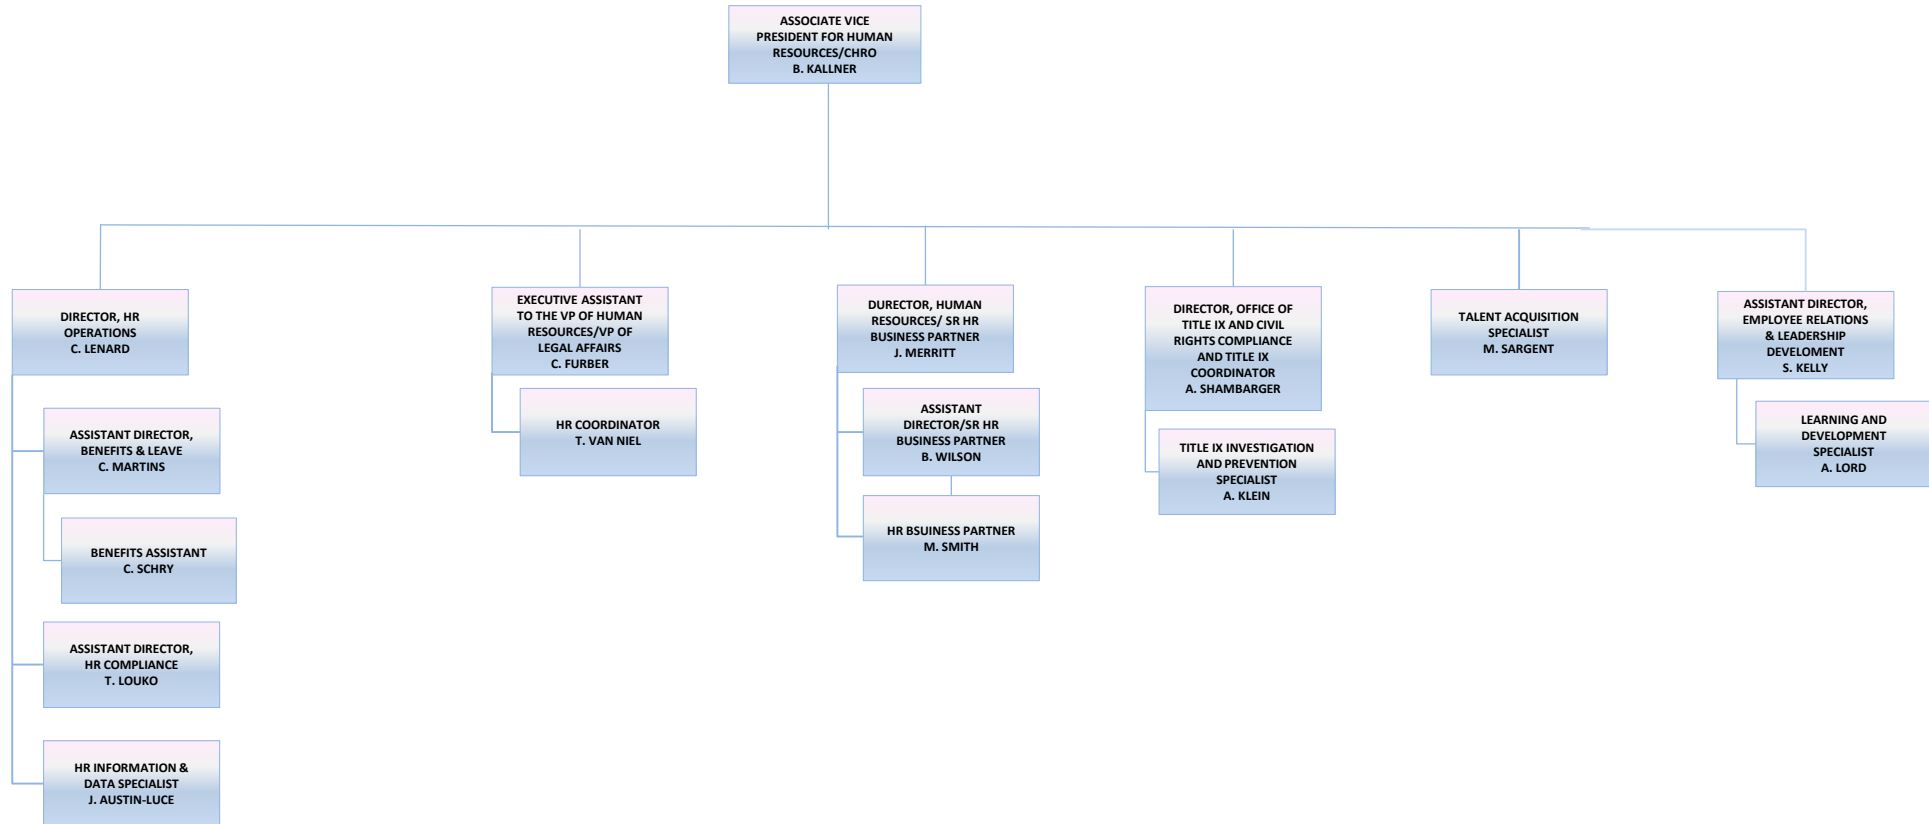 ASSOCIATE VICE
PRESIDENT FOR HUMAN
RESOURCES/CHRO
B. KALLNER
DIRECTOR, HR
OPERATIONS
C. LENARD
EXECUTIVE ASSISTANT
TO THE VP OF HUMAN
RESOURCES/VP OF
LEGAL AFFAIRS
C. FURBER
DURECTOR, HUMAN
RESOURCES/ SR HR
BUSINESS PARTNER
J. MERRITT
DIRECTOR, OFFICE OF
TITLE IX AND CIVIL
RIGHTS COMPLIANCE
AND TITLE IX
COORDINATOR
A. SHAMBARGER
TALENT ACQUISITION
SPECIALIST
M. SARGENT
ASSISTANT DIRECTOR,
EMPLOYEE RELATIONS
& LEADERSHIP
DEVELOMENT
S. KELLY
ASSISTANT DIRECTOR,
BENEFITS & LEAVE
C. MARTINS
HR COORDINATOR
T. VAN NIEL
ASSISTANT
DIRECTOR/SR HR
BUSINESS PARTNER
B. WILSON
TITLE IX INVESTIGATION
AND PREVENTION
SPECIALIST
A. KLEIN
LEARNING AND
DEVELOPMENT
SPECIALIST
A. LORD
BENEFITS ASSISTANT
C. SCHRY
HR BSUINESS PARTNER
M. SMITH
ASSISTANT DIRECTOR,
HR COMPLIANCE
T. LOUKO
HR INFORMATION &
DATA SPECIALIST
J. AUSTIN-LUCE